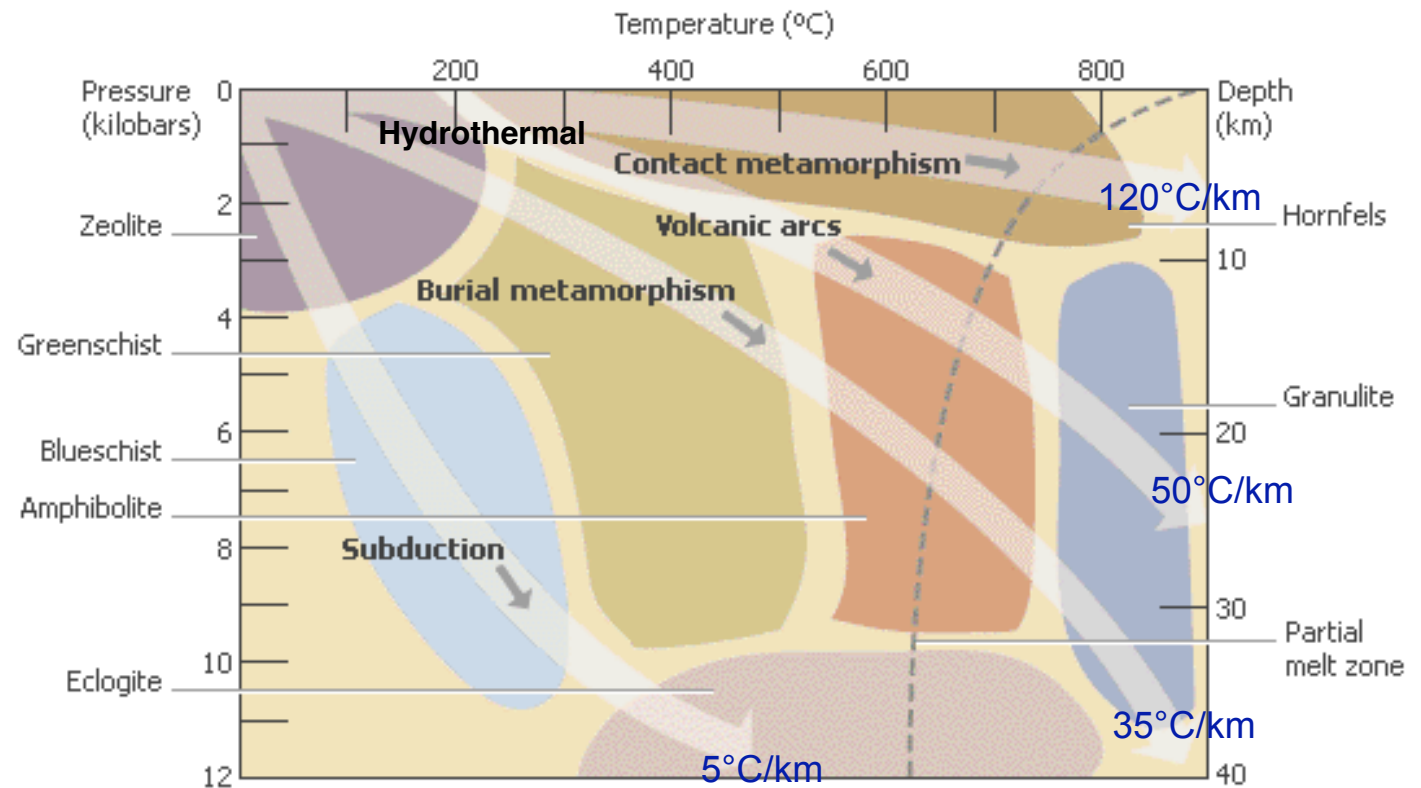 Temperature (ºC)
200 400 600 800
Pressure (kilobars)
Depth (km)
0
Hydrothermal
Contact metamorphism
120°C/km
2
Zeolite
Volcanic arcs
Hornfels
10
Burial metamorphism
4
Greenschist
Granulite
6
20
Blueschist
50°C/km
Amphibolite
Subduction
8
30
Partial melt zone
10
Eclogite
35°C/km
5°C/km
12
40